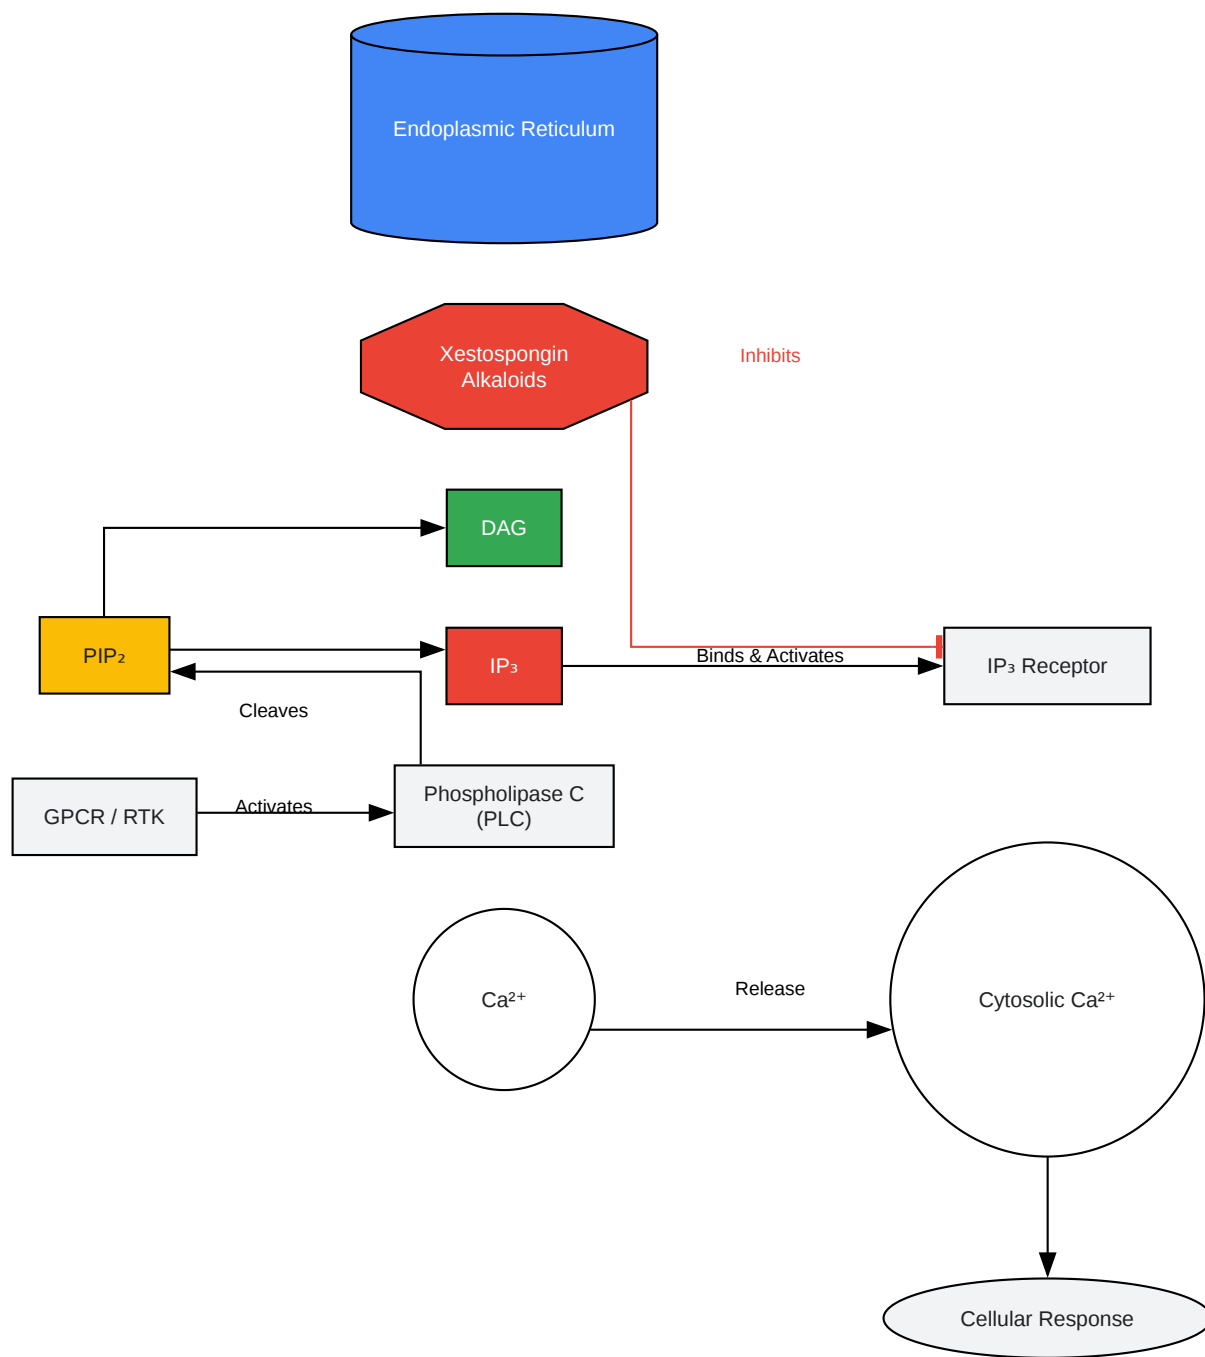 Endoplasmic Reticulum
Xestospongin
Alkaloids
Inhibits
DAG
PIP₂
IP₃
Binds & Activates
IP₃ Receptor
Cleaves
GPCR / RTK
Activates
Phospholipase C
(PLC)
Ca²⁺
Release
Cytosolic Ca²⁺
Cellular Response